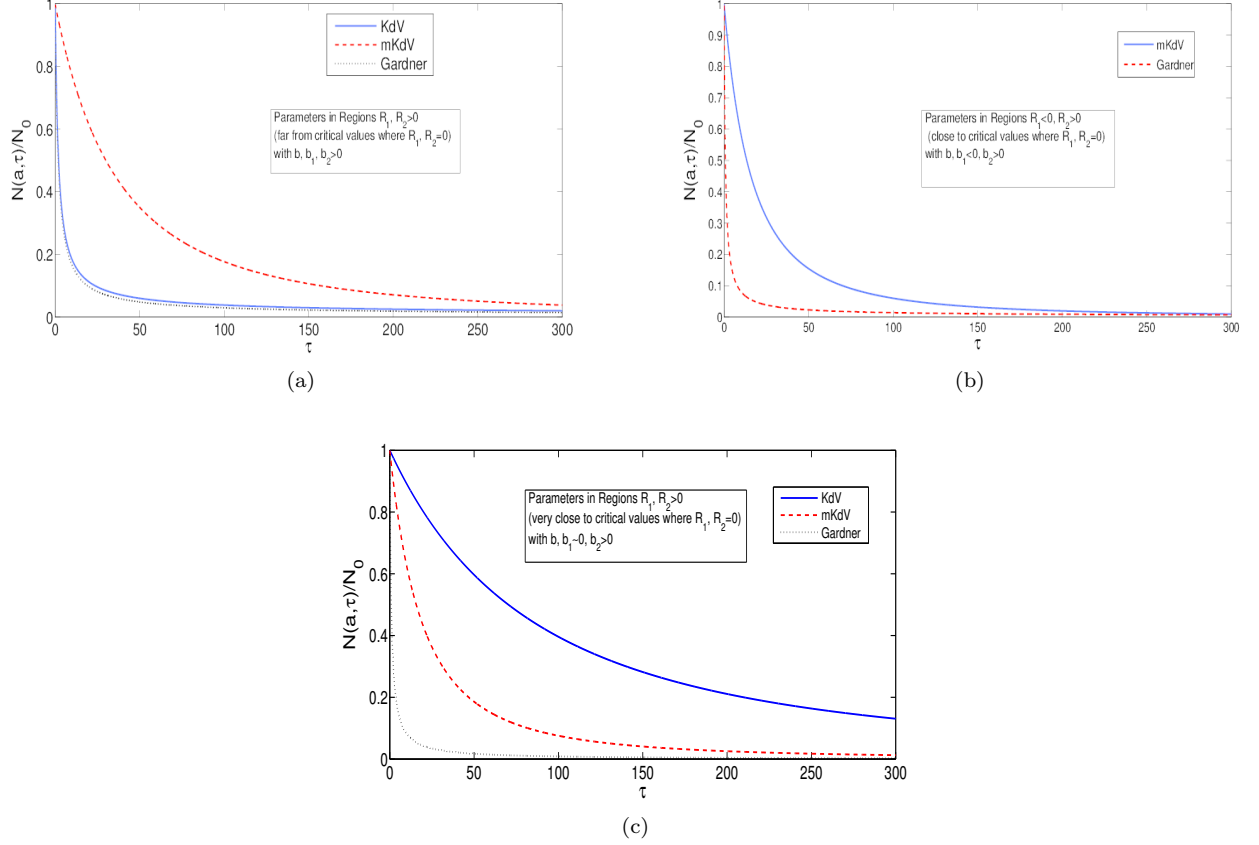 1
0.8
0.6
0.4
0.2
0
N(a,τ)/N0
KdV
mKdV
Gardner
Parameters in Regions R1, R2>0
(far from critical values where R1, R2=0)
with b, b1, b2>0
0 50 100 150 200 250 300
τ
(a)
1
0.9
0.8
0.7
0.6
0.5
0.4
0.3
0.2
0.1
0
N(a,τ)/N0
mKdV
Gardner
Parameters in Regions R1<0, R2>0
(close to critical values where R1, R2=0)
with b, b1<0, b2>0
0 50 100 150 200 250 300
τ
(b)
1
0.8
0.6
0.4
0.2
0
N(a,τ)/N0
Parameters in Regions R1, R2>0
(very close to critical values where R1, R2=0)
with b, b1~0, b2>0
KdV
mKdV
Gardner
0 50 100 150 200 250 300
τ
(c)